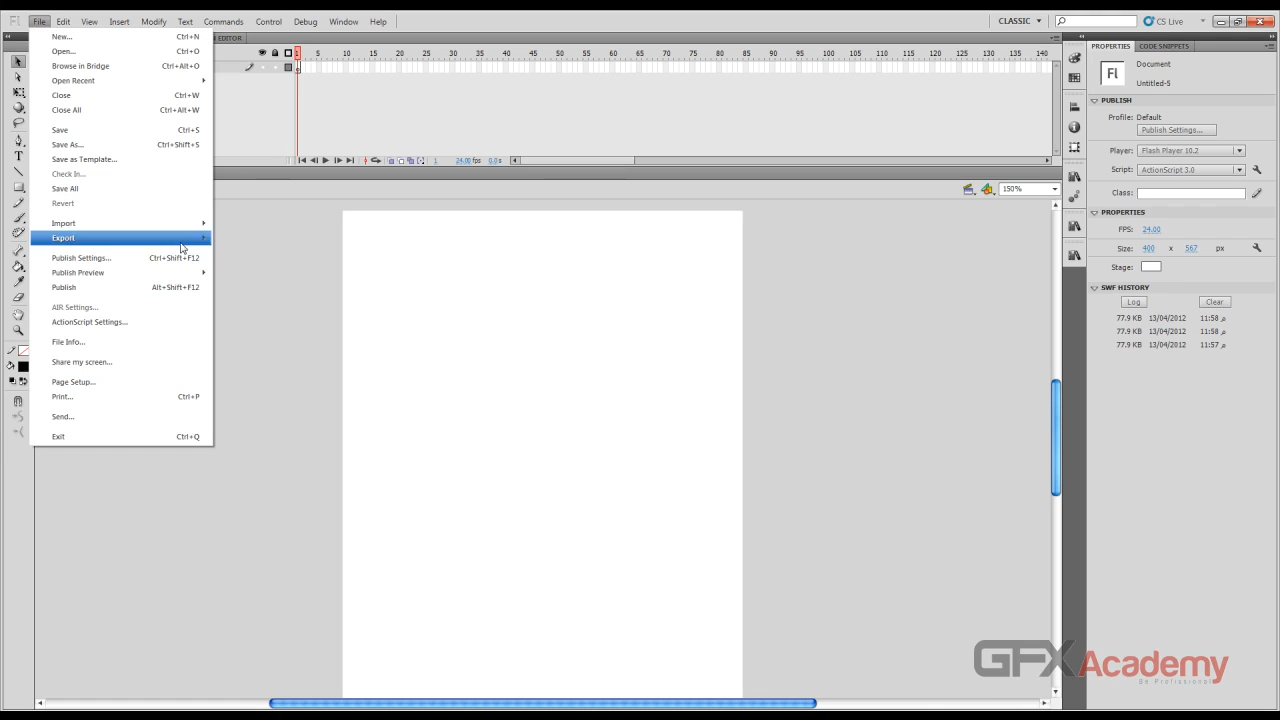 Fl File Edit View Insert Modify Text Commands Control Debug Window Help CLASSIC CS Live
EDITOR
PROPERTIES CODE SNIPPETS
1 5 10 15 20 25 30 35 40 45 50 55 60 65 70 75 80 85 90 95 100 105 110 115 120 125 130 135 140
New... Ctrl+N
Open... Ctrl+O
Browse in Bridge Ctrl+Alt+O
Open Recent
Close Ctrl+W
Close All Ctrl+Alt+W
Save Ctrl+S
Save As... Ctrl+Shift+S
Save as Template...
Check In...
Save All
Revert
Import
Export
Publish Settings... Ctrl+Shift+F12
Publish Preview
Publish Alt+Shift+F12
AIR Settings...
ActionScript Settings...
File Info...
Share my screen...
Page Setup...
Print... Ctrl+P
Send...
Exit Ctrl+Q
1 24.00 fps 0.0 s
150%
Fl Document
Untitled-5
PUBLISH
Profile: Default
Publish Settings...
Player: Flash Player 10.2
Script: ActionScript 3.0
Class:
PROPERTIES
FPS: 24.00
Size: 400 x 567 px
Stage:
SWF HISTORY
Log Clear
77.9 KB 13/04/2012 11:58 م
77.9 KB 13/04/2012 11:58 م
77.9 KB 13/04/2012 11:57 م
GFXAcademy
Be Profissional